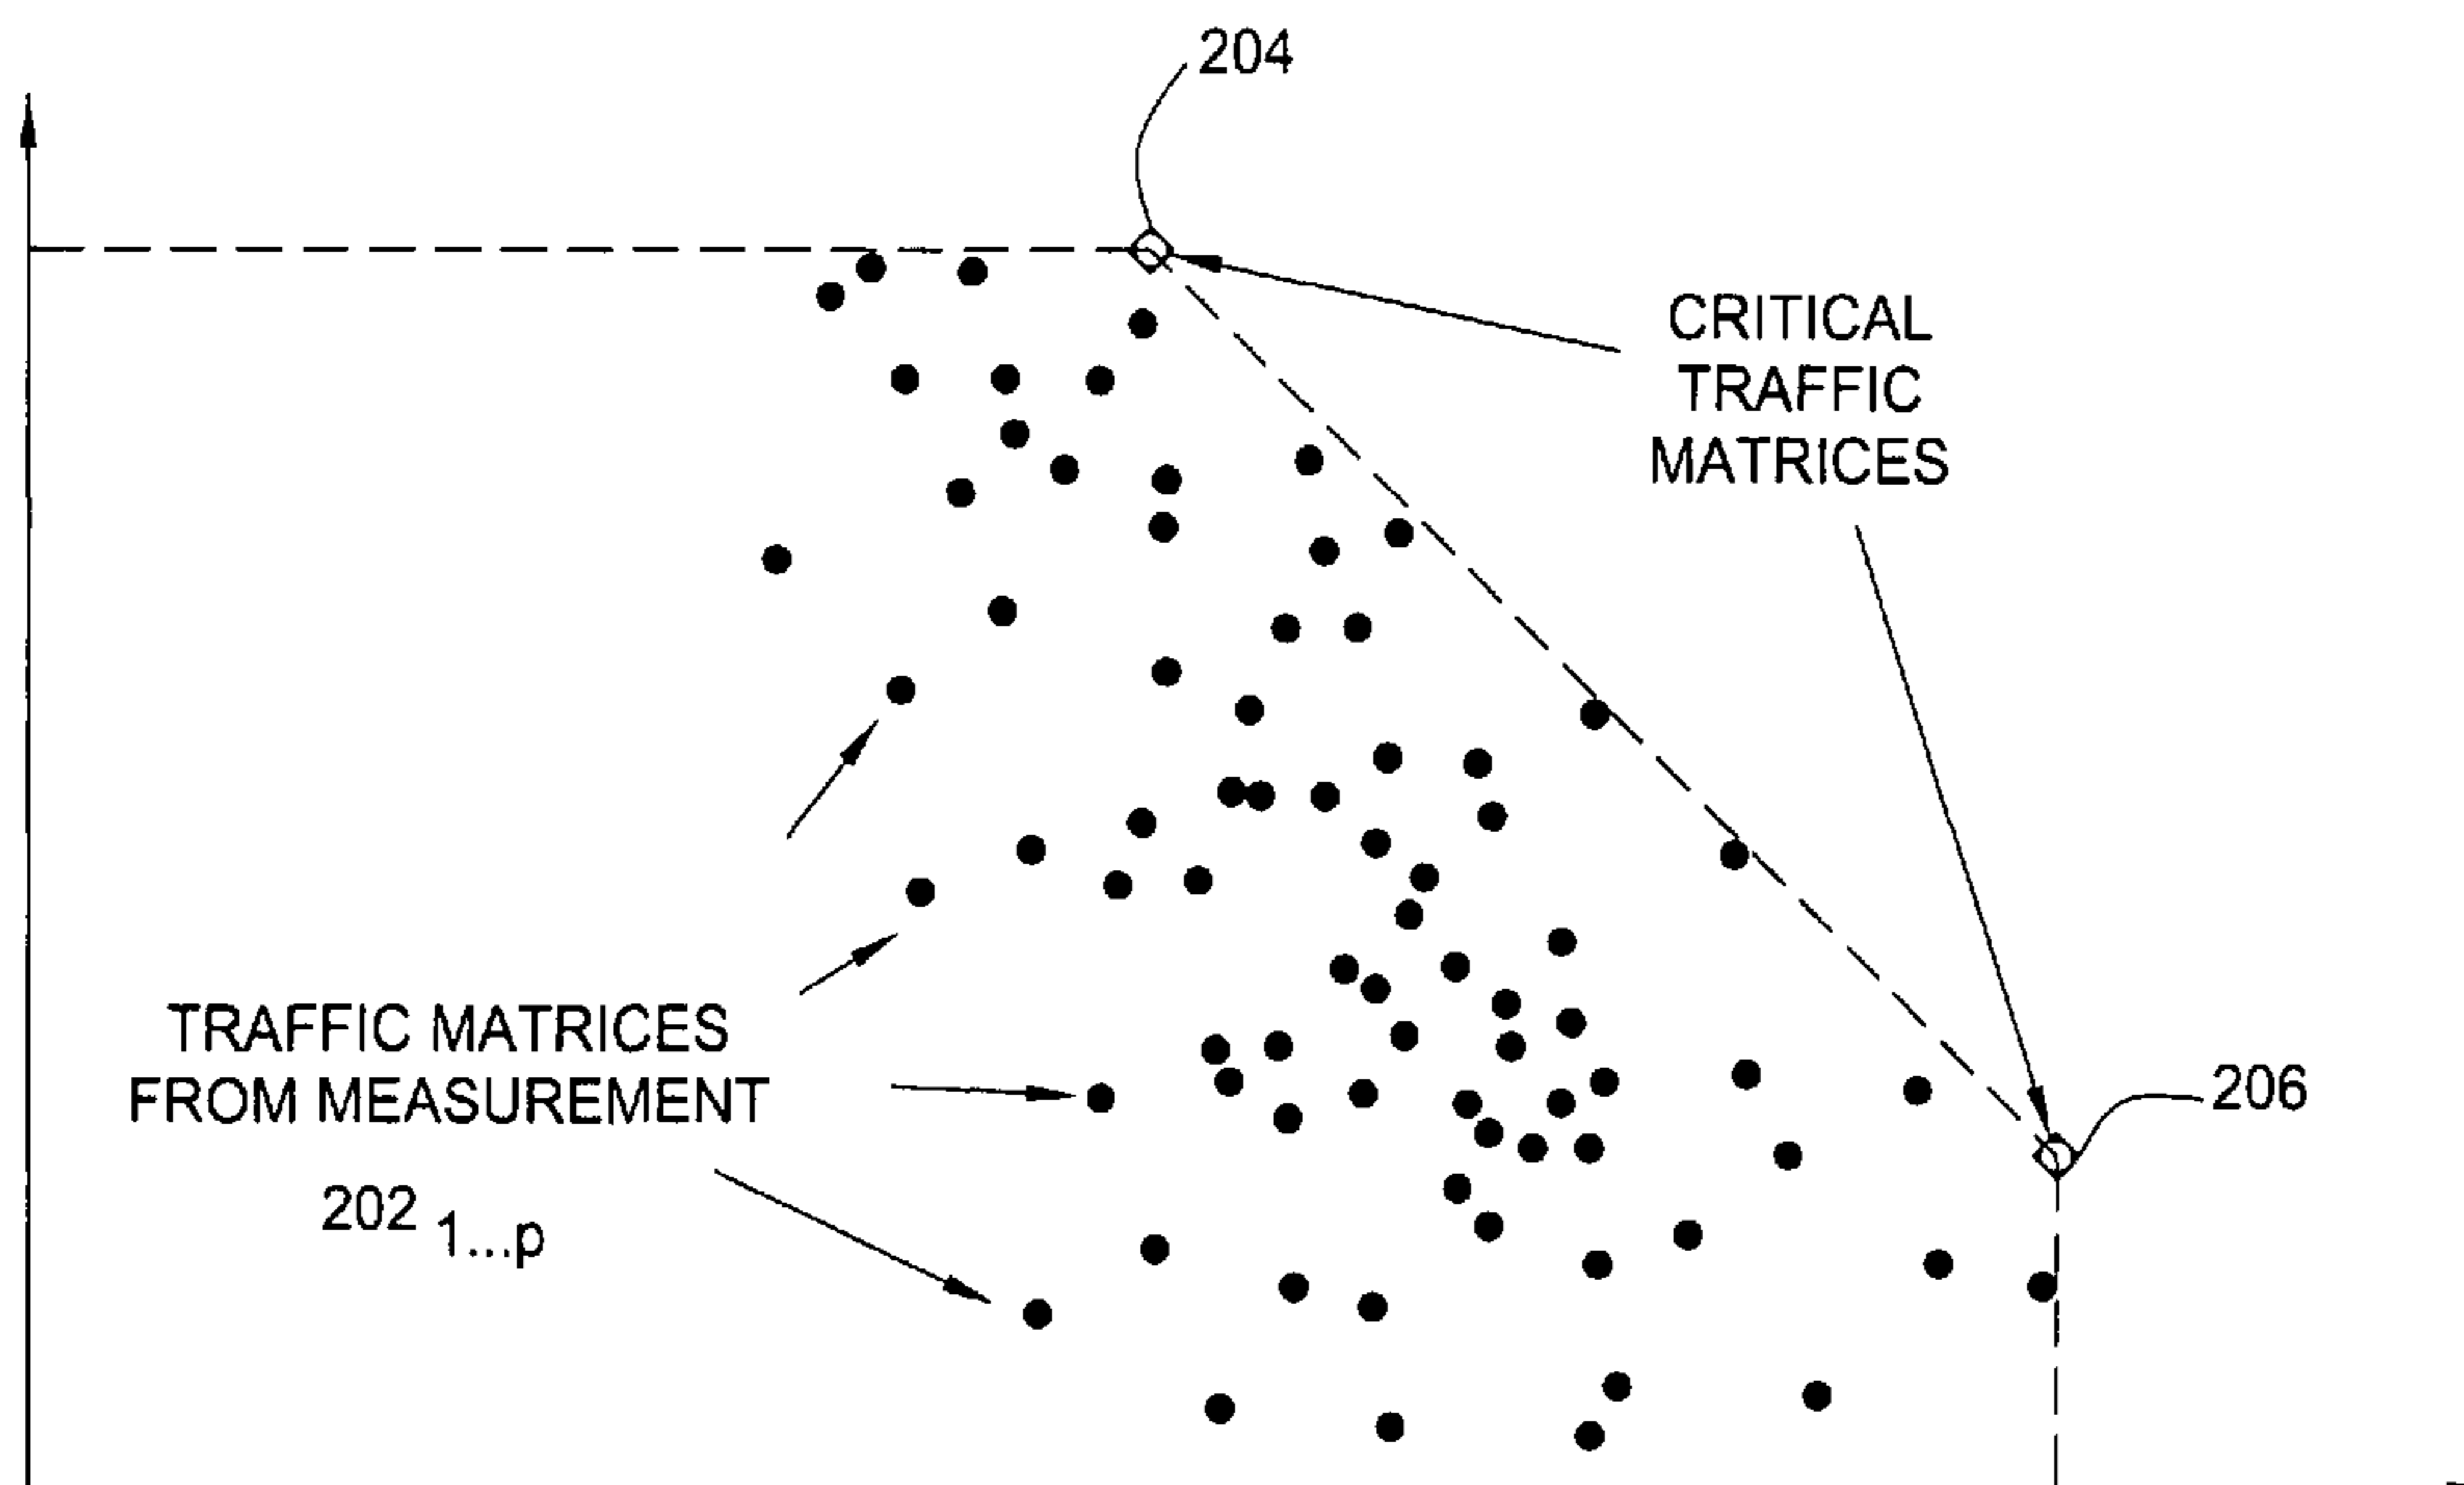 204
CRITICAL
TRAFFIC
MATRICES
TRAFFIC MATRICES
FROM MEASUREMENT
206
202 1...p